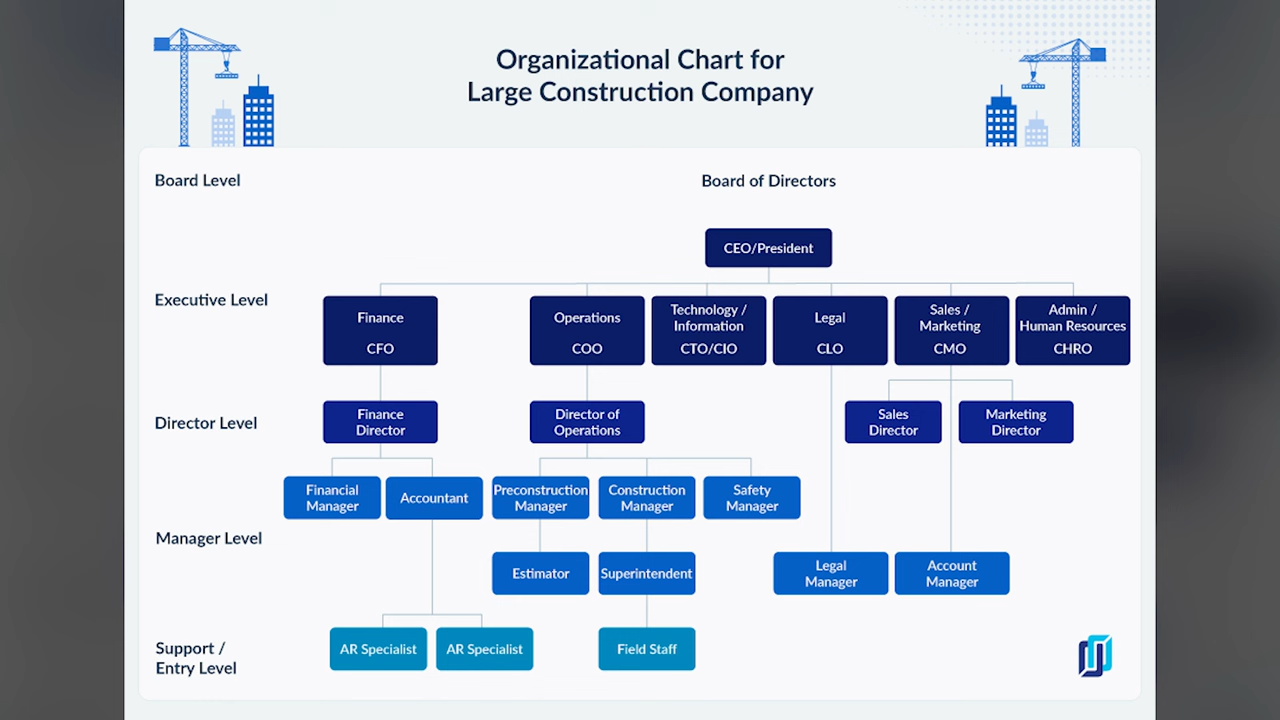 Organizational Chart for
Large Construction Company
Board Level
Board of Directors
CEO/President
Executive Level
Finance
CFO
Operations
COO
Technology /
Information
CTO/CIO
Legal
CLO
Sales /
Marketing
CMO
Admin /
Human Resources
CHRO
Director Level
Finance
Director
Director of
Operations
Sales
Director
Marketing
Director
Manager Level
Financial
Manager
Accountant
Preconstruction
Manager
Construction
Manager
Safety
Manager
Estimator
Superintendent
Legal
Manager
Account
Manager
Support /
Entry Level
AR Specialist
AR Specialist
Field Staff